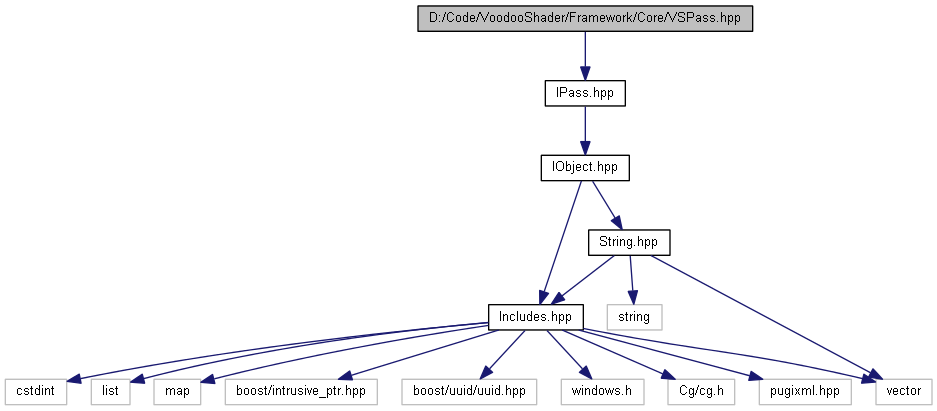 D:/Code/VoodooShader/Framework/Core/VSPass.hpp
IPass.hpp
IObject.hpp
String.hpp
Includes.hpp
string
cstdint
list
map
boost/intrusive_ptr.hpp
boost/uuid/uuid.hpp
windows.h
Cg/cg.h
pugixml.hpp
vector